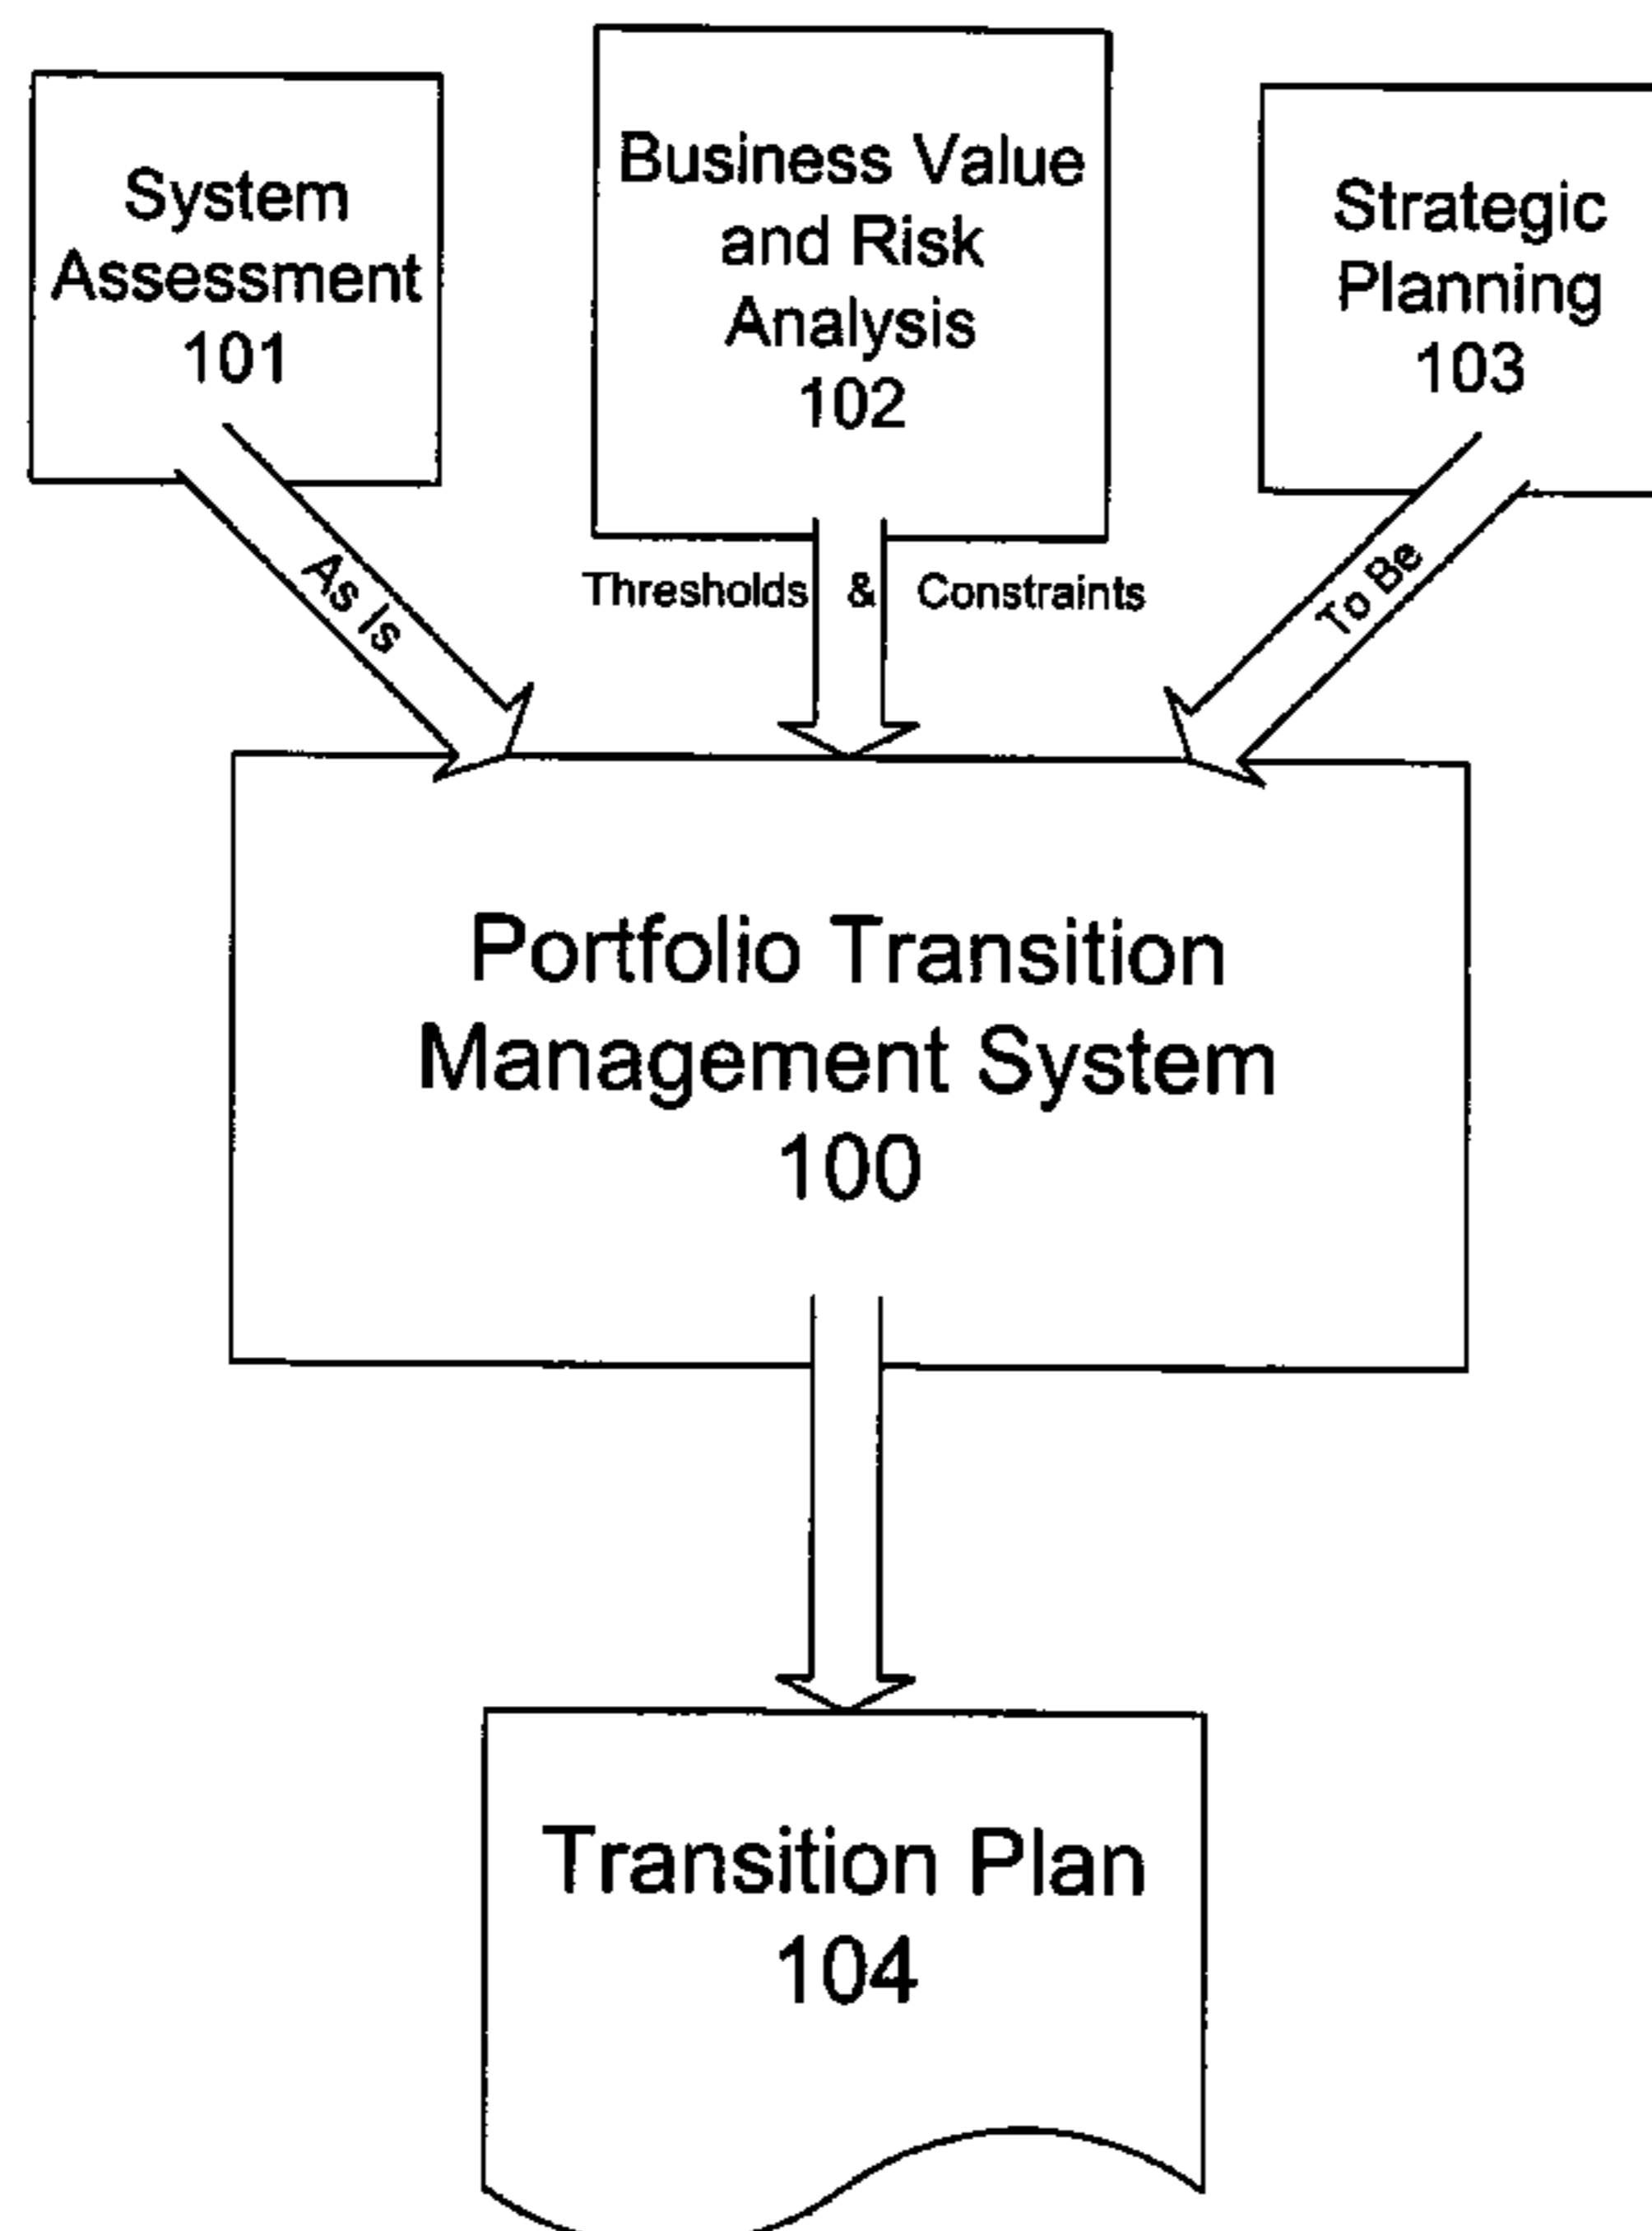 System
Assessment
101
Business Value
and Risk
Analysis
102
Strategic
Planning
103
As Is
Thresholds & Constraints
To Be
Portfolio Transition
Management System
100
Transition Plan
104